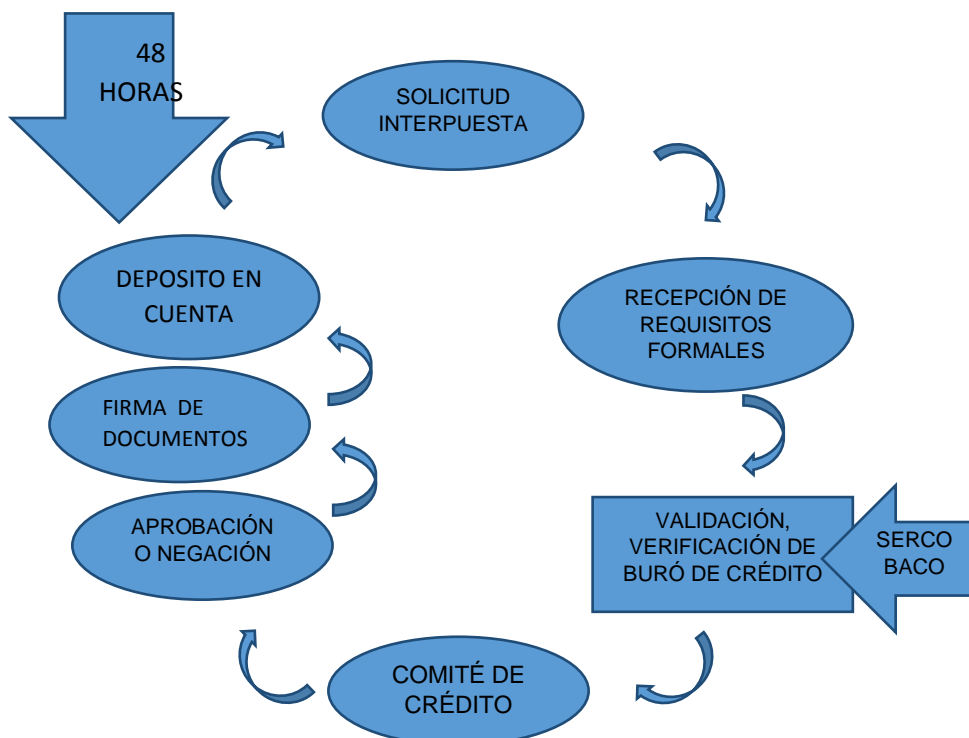 48
HORAS
SOLICITUD
INTERPUESTA
DEPOSITO EN
CUENTA
RECEPCIÓN DE
REQUISITOS
FORMALES
FIRMA DE
DOCUMENTOS
APROBACIÓN
O NEGACIÓN
VALIDACIÓN,
VERIFICACIÓN DE
BURÓ DE CRÉDITO
SERCO
BACO
COMITÉ DE
CRÉDITO